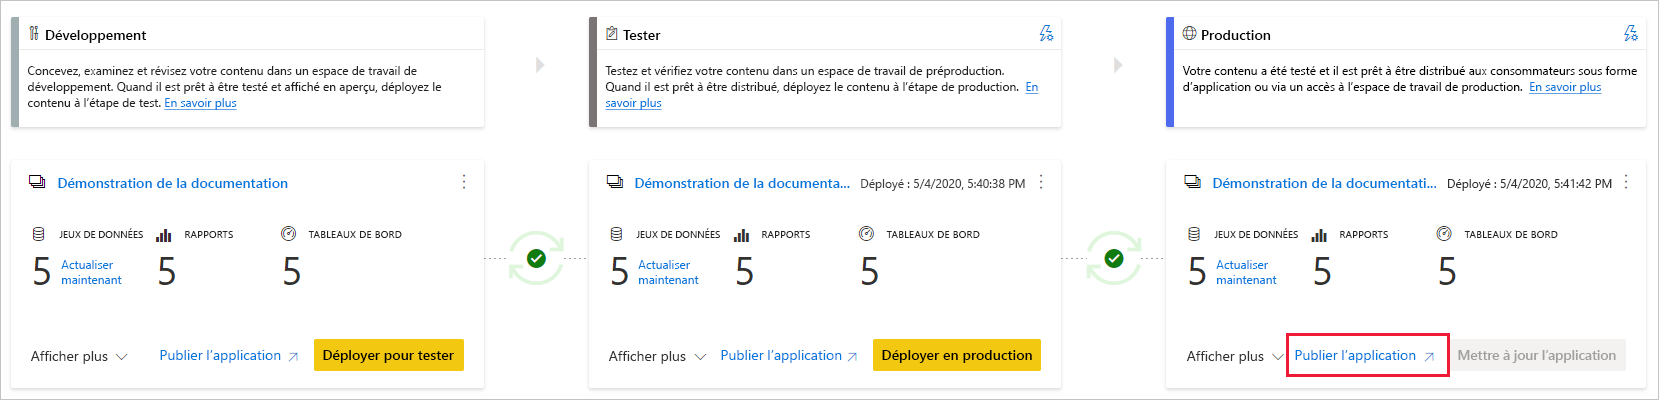 Développement
Concevez, examinez et révisez votre contenu dans un espace de travail de
développement. Quand il est prêt à être testé et affiché en aperçu, déployez le
contenu à l'étape de test. En savoir plus
Tester
Testez et vérifiez votre contenu dans un espace de travail de préproduction.
Quand il est prêt à être distribué, déployez le contenu à l'étape de production. En
savoir plus
Production
Votre contenu a été testé et il est prêt à être distribué aux consommateurs sous forme
d'application ou via un accès à l'espace de travail de production. En savoir plus
Démonstration de la documentation
JEUX DE DONNÉES RAPPORTS TABLEAUX DE BORD
5 Actualiser
maintenant 5 5
Afficher plus Publier l'application Déployer pour tester
Démonstration de la documenta... Déployé : 5/4/2020, 5:40:38 PM
JEUX DE DONNÉES RAPPORTS TABLEAUX DE BORD
5 Actualiser
maintenant 5 5
Afficher plus Publier l'application Déployer en production
Démonstration de la documentati... Déployé : 5/4/2020, 5:41:42 PM
JEUX DE DONNÉES RAPPORTS TABLEAUX DE BORD
5 Actualiser
maintenant 5 5
Afficher plus Publier l'application Mettre à jour l'application